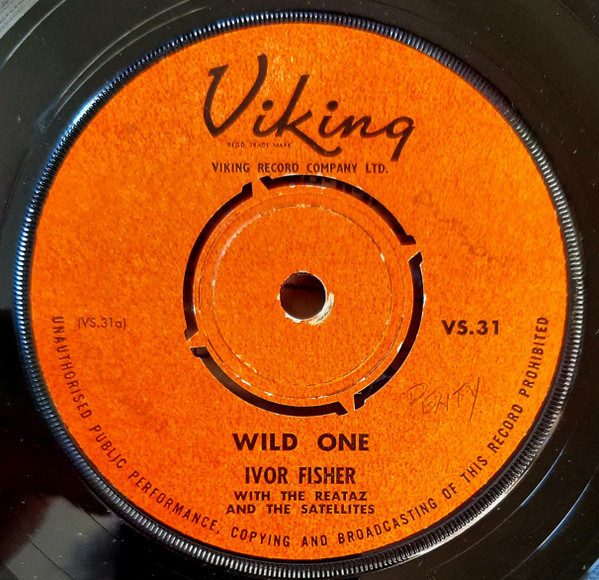 Viking
REGD. TRADE MARK
VIKING RECORD COMPANY LTD.
(VS.31a)
VS.31
PENTY
WILD ONE
IVOR FISHER
WITH THE REATAZ
AND THE SATELLITES
UNAUTHORISED PUBLIC PERFORMANCE, COPYING AND BROADCASTING OF THIS RECORD PROHIBITED